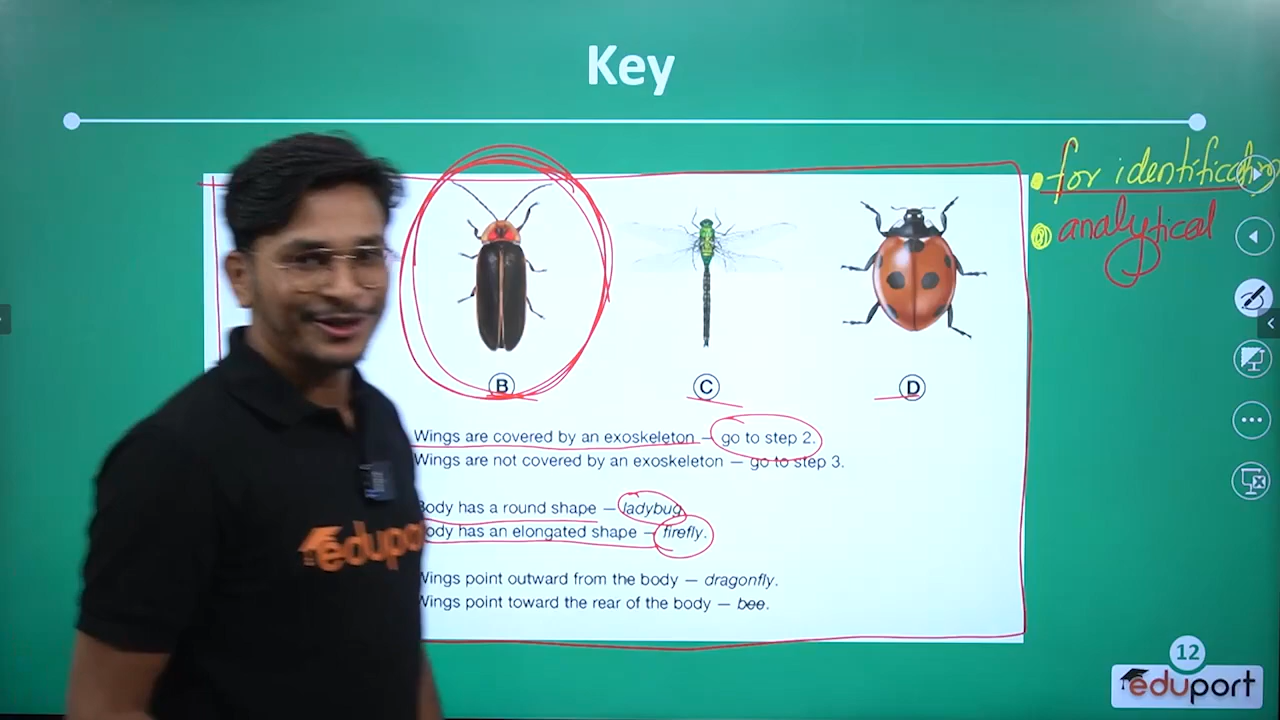 Key
for identification
analytical
B
C
D
Wings are covered by an exoskeleton — go to step 2.
Wings are not covered by an exoskeleton — go to step 3.
Body has a round shape — ladybug.
Body has an elongated shape — firefly.
Wings point outward from the body — dragonfly.
Wings point toward the rear of the body — bee.
eduport
12
eduport